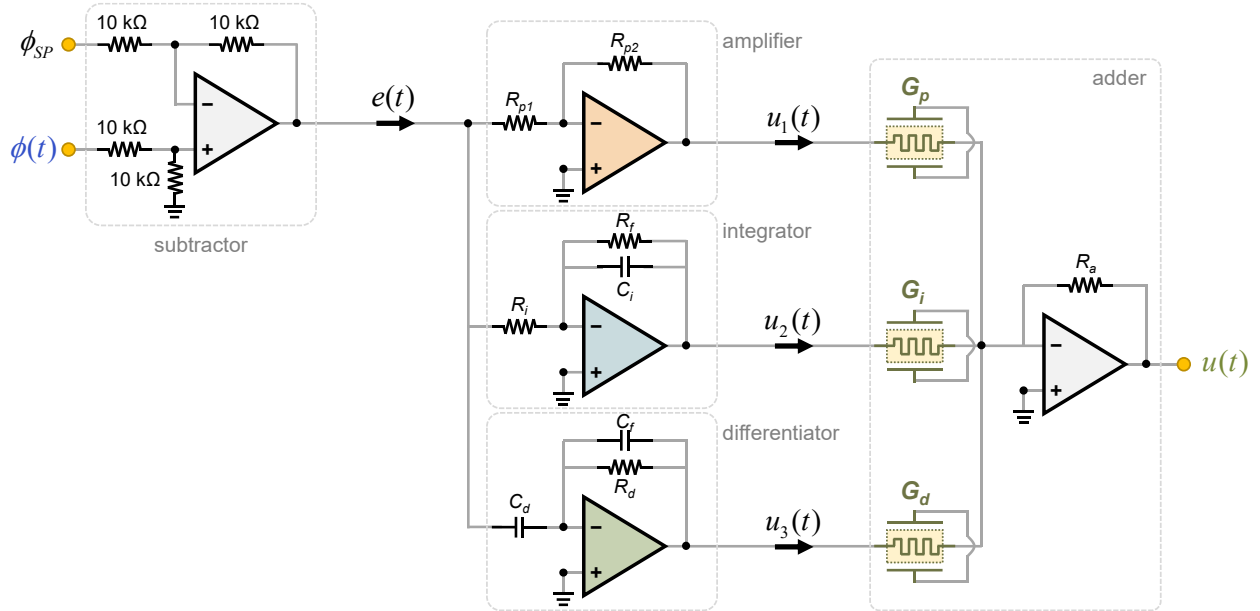 10 kΩ
10 kΩ
ϕSP
−
+
10 kΩ
ϕ(t)
10 kΩ
subtractor
e(t)
amplifier
Rp2
Rp1
−
+
u1(t)
integrator
Rf
Ci
Ri
−
+
u2(t)
differentiator
Cf
Rd
Cd
−
+
u3(t)
adder
Gp
Gi
Gd
Ra
−
+
u(t)